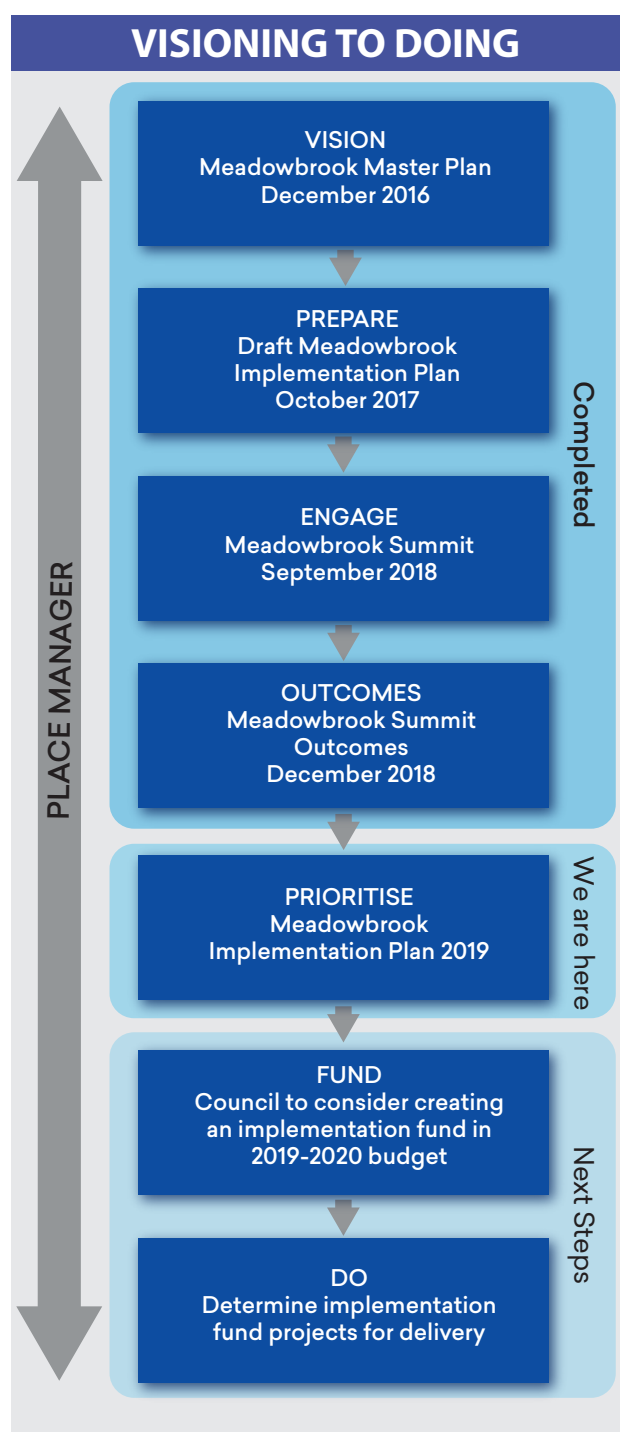 VISIONING TO DOING
PLACE MANAGER
VISION
Meadowbrook Master Plan
December 2016
PREPARE
Draft Meadowbrook
Implementation Plan
October 2017
ENGAGE
Meadowbrook Summit
September 2018
OUTCOMES
Meadowbrook Summit
Outcomes
December 2018
Completed
PRIORITISE
Meadowbrook
Implementation Plan 2019
We are here
FUND
Council to consider creating
an implementation fund in
2019-2020 budget
DO
Determine implementation
fund projects for delivery
Next Steps